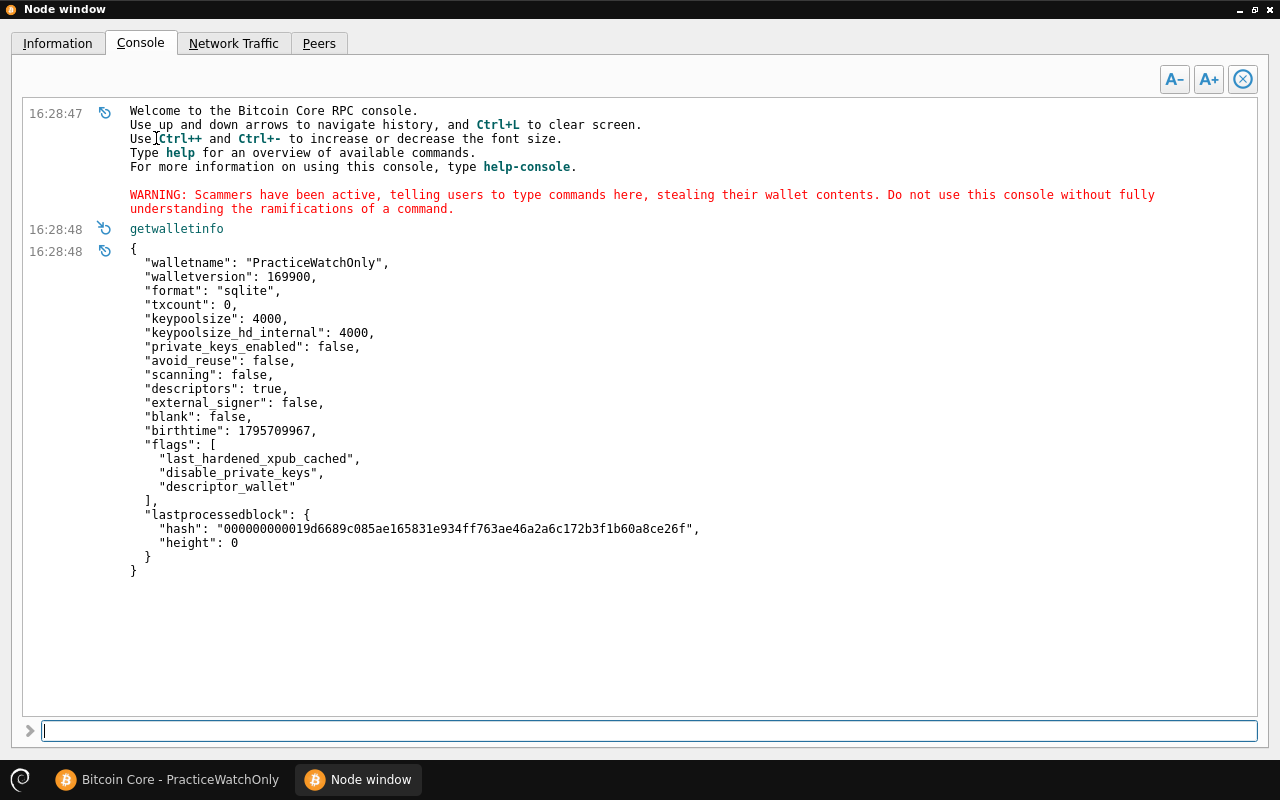 Node window
Information
Console
Network Traffic
Peers
A-
A+
16:28:47
Welcome to the Bitcoin Core RPC console.
Use up and down arrows to navigate history, and Ctrl+L to clear screen.
Use Ctrl++ and Ctrl+- to increase or decrease the font size.
Type help for an overview of available commands.
For more information on using this console, type help-console.
WARNING: Scammers have been active, telling users to type commands here, stealing their wallet contents. Do not use this console without fully
understanding the ramifications of a command.
16:28:48
getwalletinfo
16:28:48
{
"walletname": "PracticeWatchOnly",
"walletversion": 169900,
"format": "sqlite",
"txcount": 0,
"keypoolsize": 4000,
"keypoolsize_hd_internal": 4000,
"private_keys_enabled": false,
"avoid_reuse": false,
"scanning": false,
"descriptors": true,
"external_signer": false,
"blank": false,
"birthtime": 1795709967,
"flags": [
"last_hardened_xpub_cached",
"disable_private_keys",
"descriptor_wallet"
],
"lastprocessedblock": {
"hash": "000000000019d6689c085ae165831e934ff763ae46a2a6c172b3f1b60a8ce26f",
"height": 0
}
}
Bitcoin Core - PracticeWatchOnly
Node window